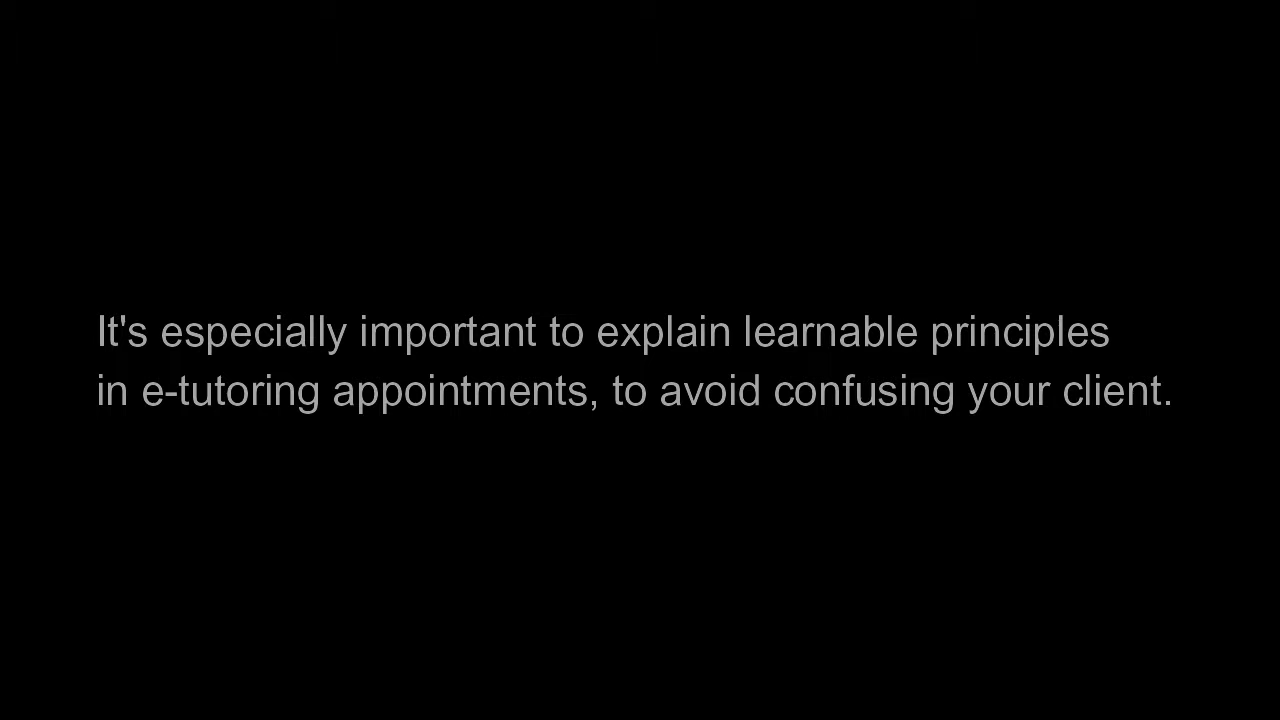 It's especially important to explain learnable principles
in e-tutoring appointments, to avoid confusing your client.